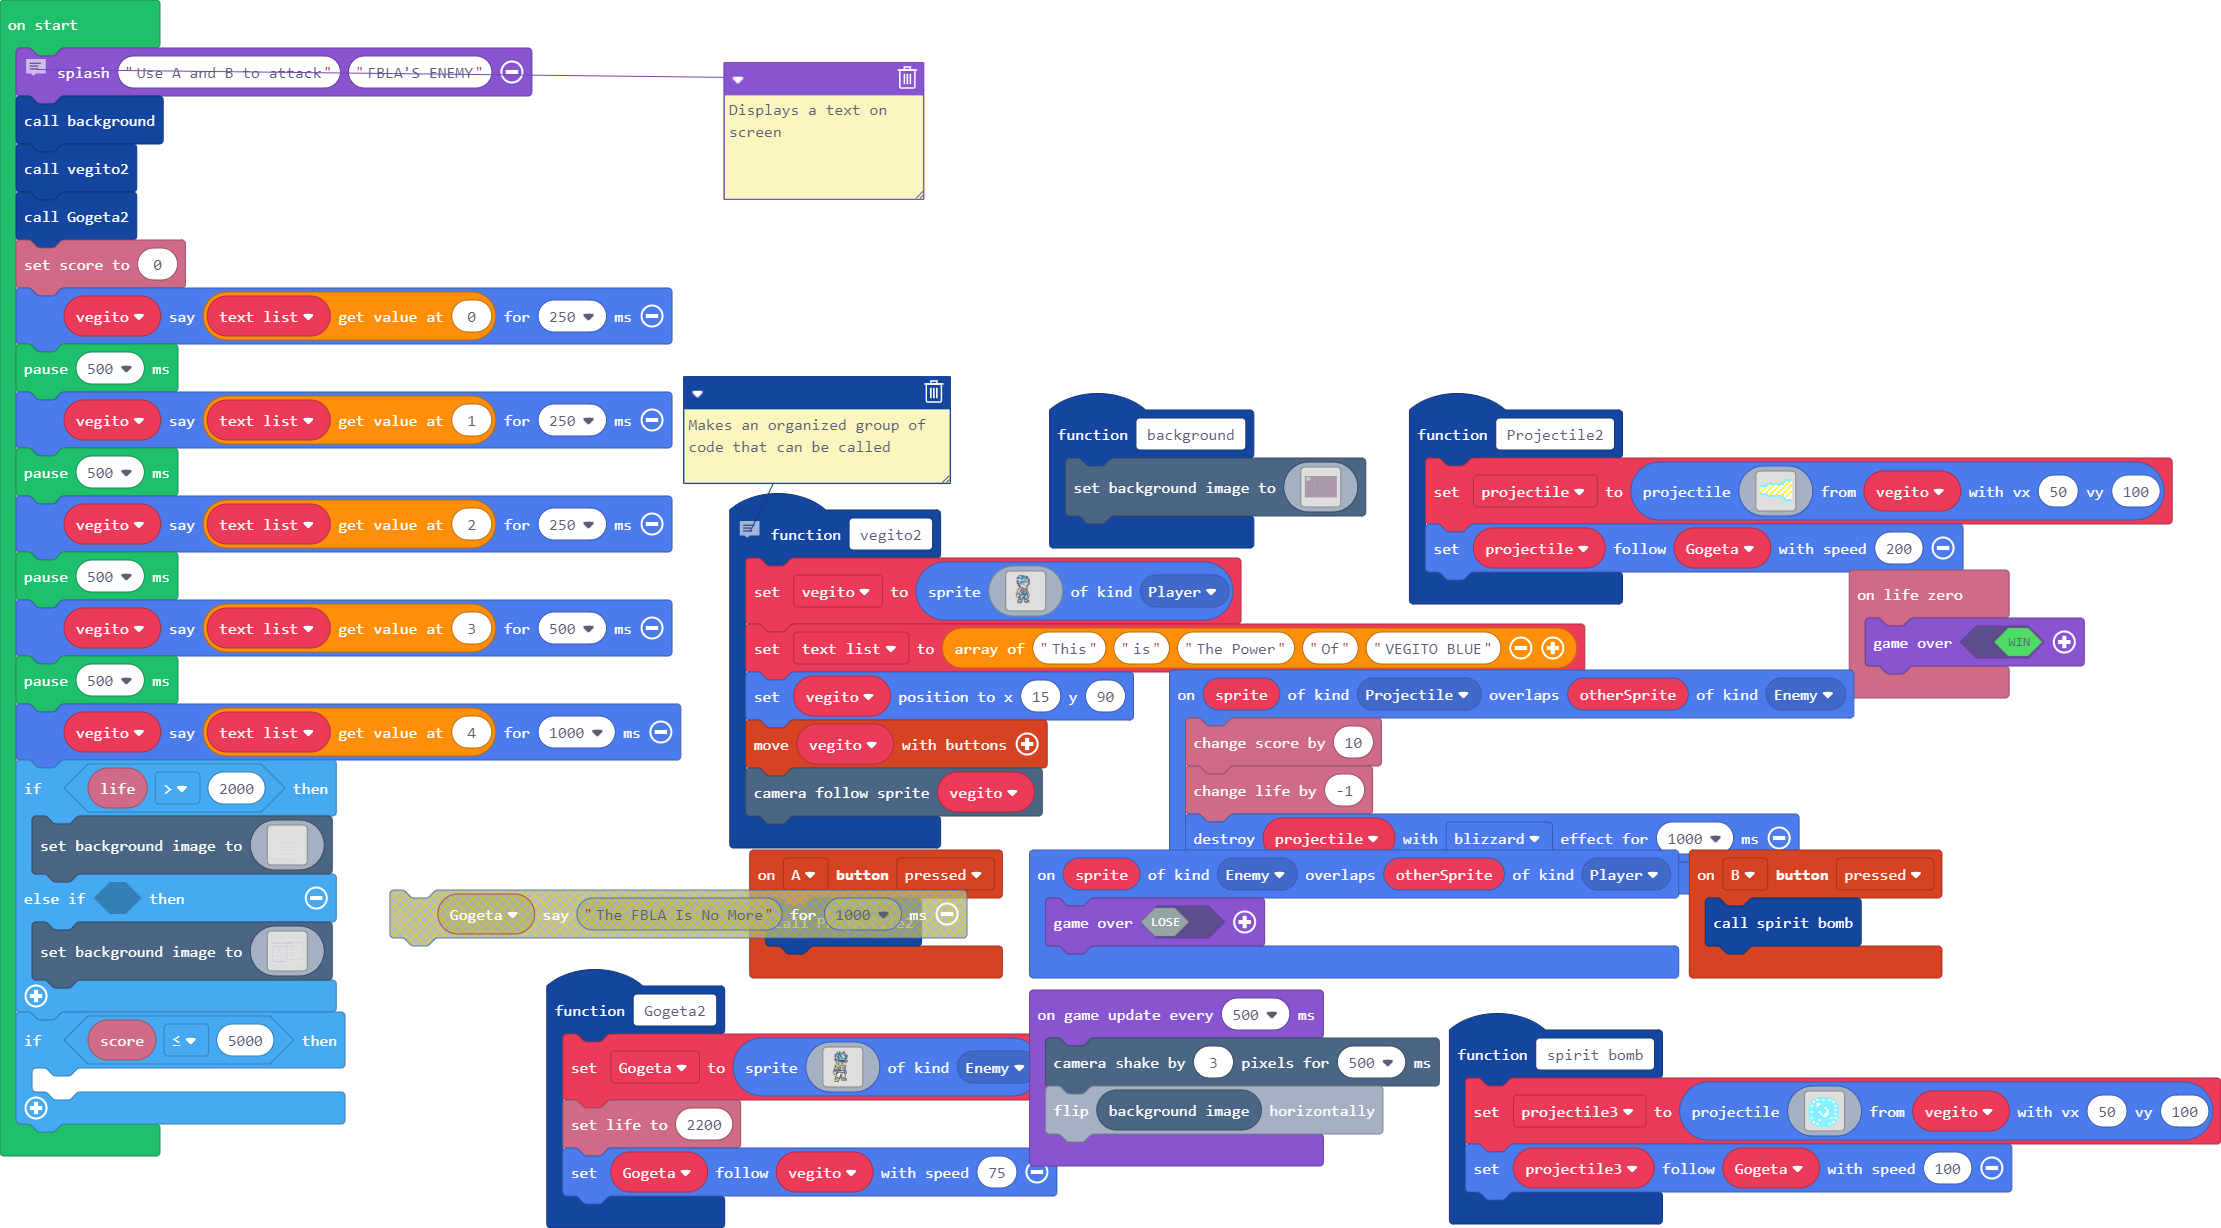 on start
splash "Use A and B to attack" "FBLA'S ENEMY"
call background
call vegito2
call Gogeta2
set score to 0
vegito say text list get value at 0 for 250 ms
pause 500 ms
vegito say text list get value at 1 for 250 ms
pause 500 ms
vegito say text list get value at 2 for 250 ms
pause 500 ms
vegito say text list get value at 3 for 500 ms
pause 500 ms
vegito say text list get value at 4 for 1000 ms
if life > 2000 then
set background image to
else if then
set background image to
if score ≤ 5000 then
Displays a text on
screen
Makes an organized group of
code that can be called
function vegito2
set vegito to sprite of kind Player
set text list to array of "This" "is" "The Power" "Of" "VEGITO BLUE"
set vegito position to x 15 y 90
move vegito with buttons
camera follow sprite vegito
function background
set background image to
function Projectile2
set projectile to projectile from vegito with vx 50 vy 100
set projectile follow Gogeta with speed 200
on life zero
game over WIN
on sprite of kind Projectile overlaps otherSprite of kind Enemy
change score by 10
change life by -1
destroy projectile with blizzard effect for 1000 ms
on A button pressed
call Projectile2
Gogeta say "The FBLA Is No More" for 1000 ms
on sprite of kind Enemy overlaps otherSprite of kind Player
game over LOSE
on B button pressed
call spirit bomb
function Gogeta2
set Gogeta to sprite of kind Enemy
set life to 2200
set Gogeta follow vegito with speed 75
on game update every 500 ms
camera shake by 3 pixels for 500 ms
flip background image horizontally
function spirit bomb
set projectile3 to projectile from vegito with vx 50 vy 100
set projectile3 follow Gogeta with speed 100